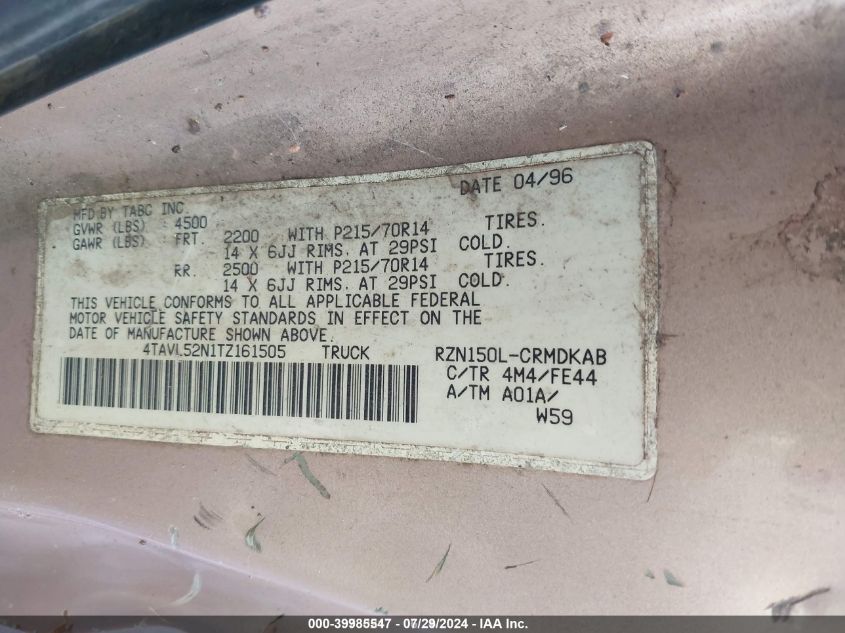 DATE 04/96
MFD BY TABC INC.
GVWR (LBS) 4500
GAWR (LBS) FRT. 2200 WITH P215/70R14 TIRES.
14 X 6JJ RIMS. AT 29PSI COLD.
RR. 2500 WITH P215/70R14 TIRES.
14 X 6JJ RIMS. AT 29PSI COLD.
THIS VEHICLE CONFORMS TO ALL APPLICABLE FEDERAL
MOTOR VEHICLE SAFETY STANDARDS IN EFFECT ON THE
DATE OF MANUFACTURE SHOWN ABOVE.
4TAVL52N1TZ161505 TRUCK RZN150L-CRMDKAB
C/TR 4M4/FE44
A/TM A01A/
W59
000-39985547 / 07/29/2024 - IAA Inc.